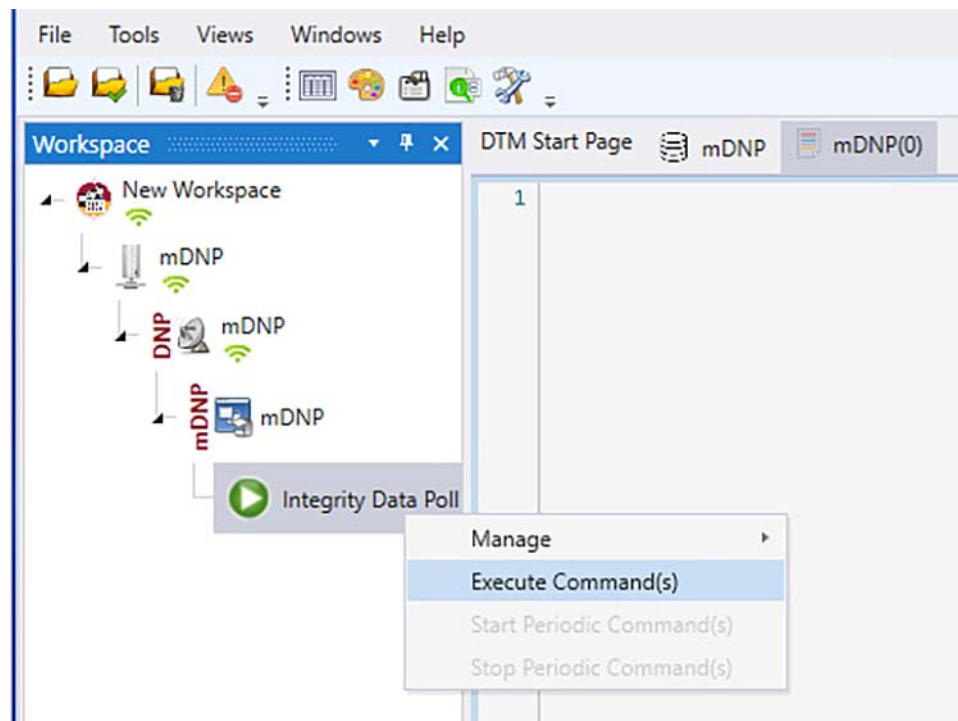 File Tools Views Windows Help
Workspace
DTM Start Page mDNP mDNP(0)
New Workspace
1
mDNP
DNP mDNP
mDNP mDNP
Integrity Data Poll
Manage
Execute Command(s)
Start Periodic Command(s)
Stop Periodic Command(s)